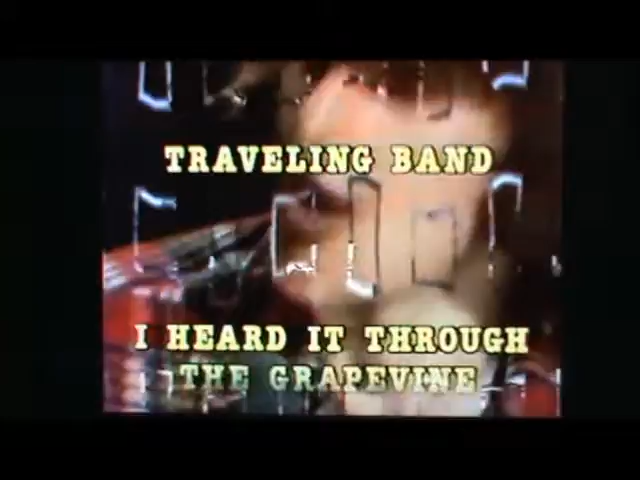 TRAVELING BAND
I HEARD IT THROUGH
THE GRAPEVINE